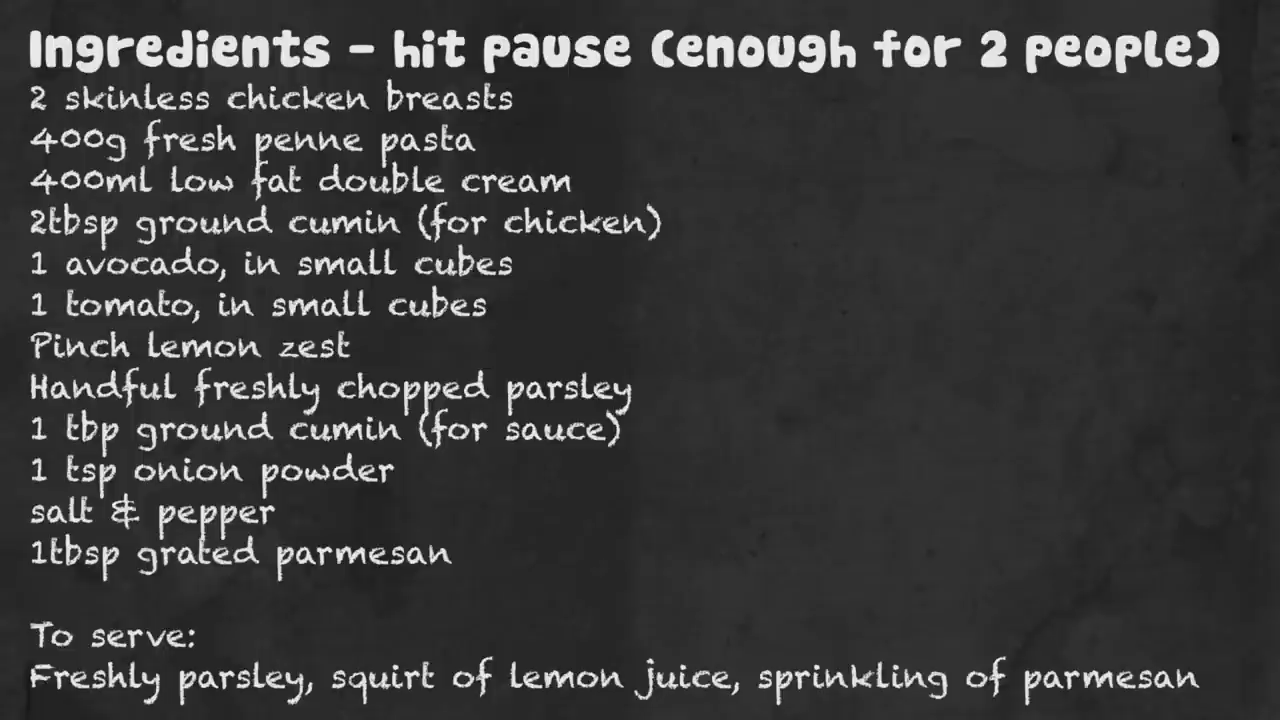 Ingredients - hit pause (enough for 2 people)
2 skinless chicken breasts
400g fresh penne pasta
400ml low fat double cream
2tbsp ground cumin (for chicken)
1 avocado, in small cubes
1 tomato, in small cubes
Pinch lemon zest
Handful freshly chopped parsley
1 tbp ground cumin (for sauce)
1 tsp onion powder
salt & pepper
1tbsp grated parmesan
To serve:
Freshly parsley, squirt of lemon juice, sprinkling of parmesan